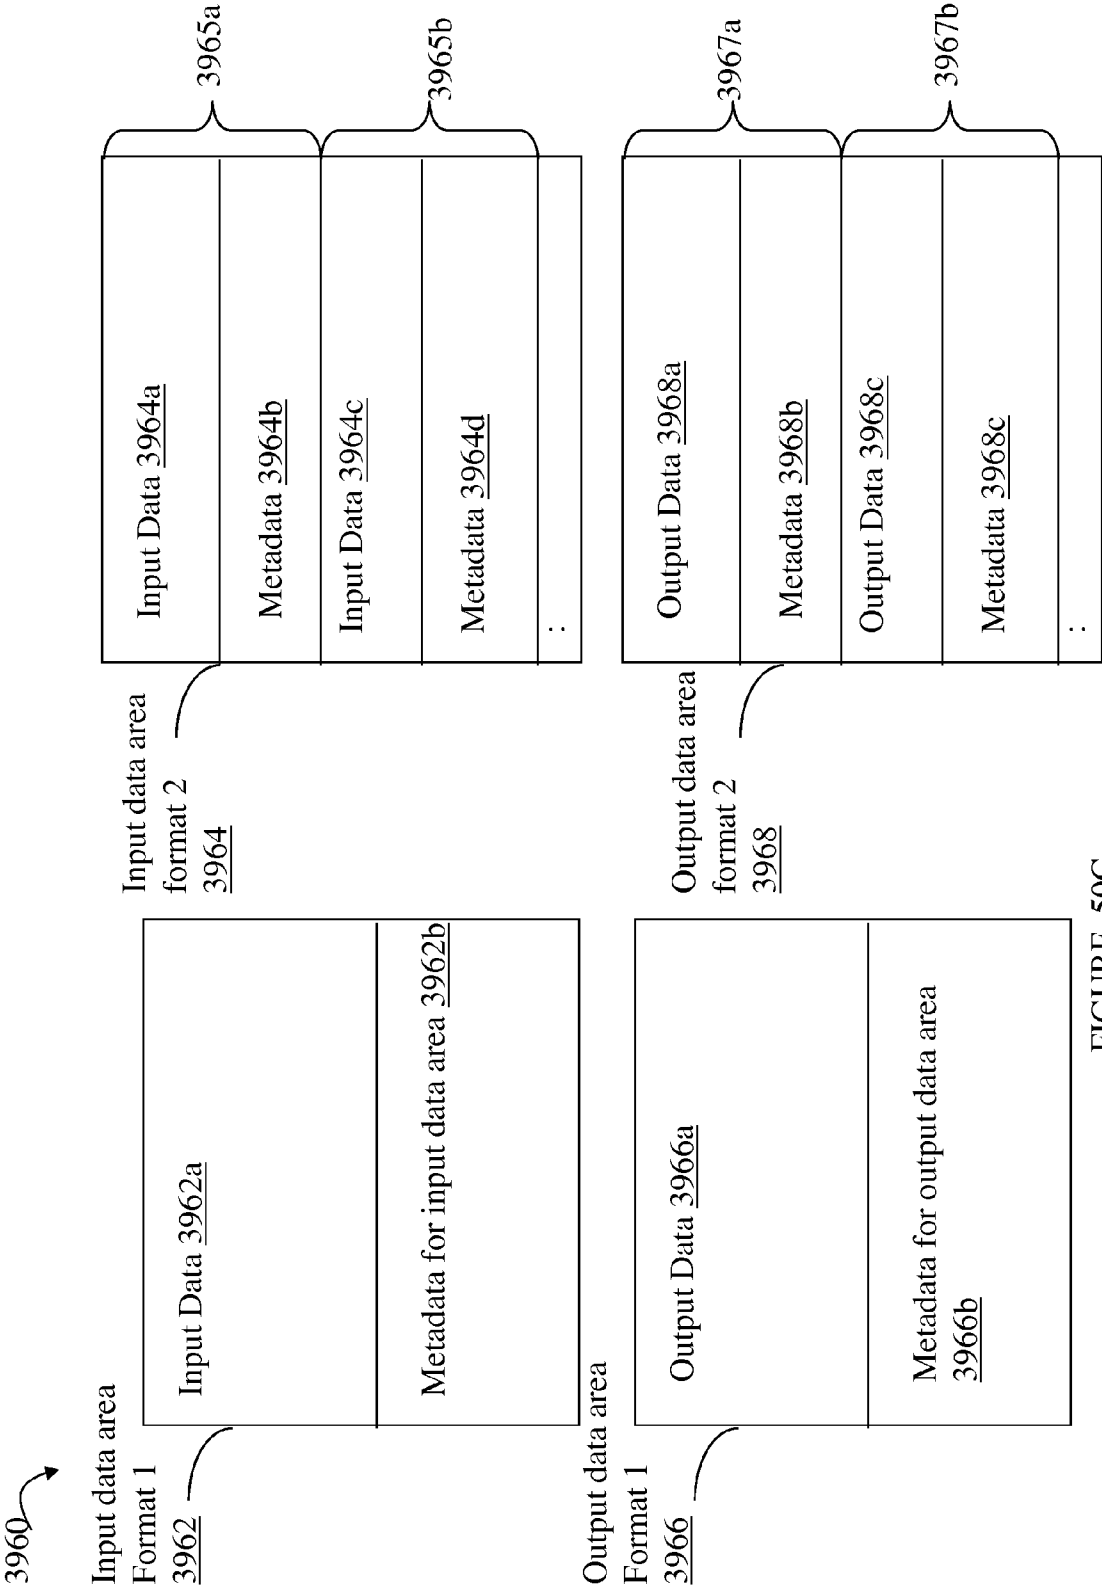 3960
Input data area
Format 1
3962
Input Data 3962a
Metadata for input data area 3962b
Input data area
format 2
3964
Input Data 3964a
Metadata 3964b
Input Data 3964c
Metadata 3964d
:
3965a
3965b
Output data area
Format 1
3966
Output Data 3966a
Metadata for output data area
3966b
Output data area
format 2
3968
Output Data 3968a
Metadata 3968b
Output Data 3968c
Metadata 3968c
:
3967a
3967b
FIGURE 50C